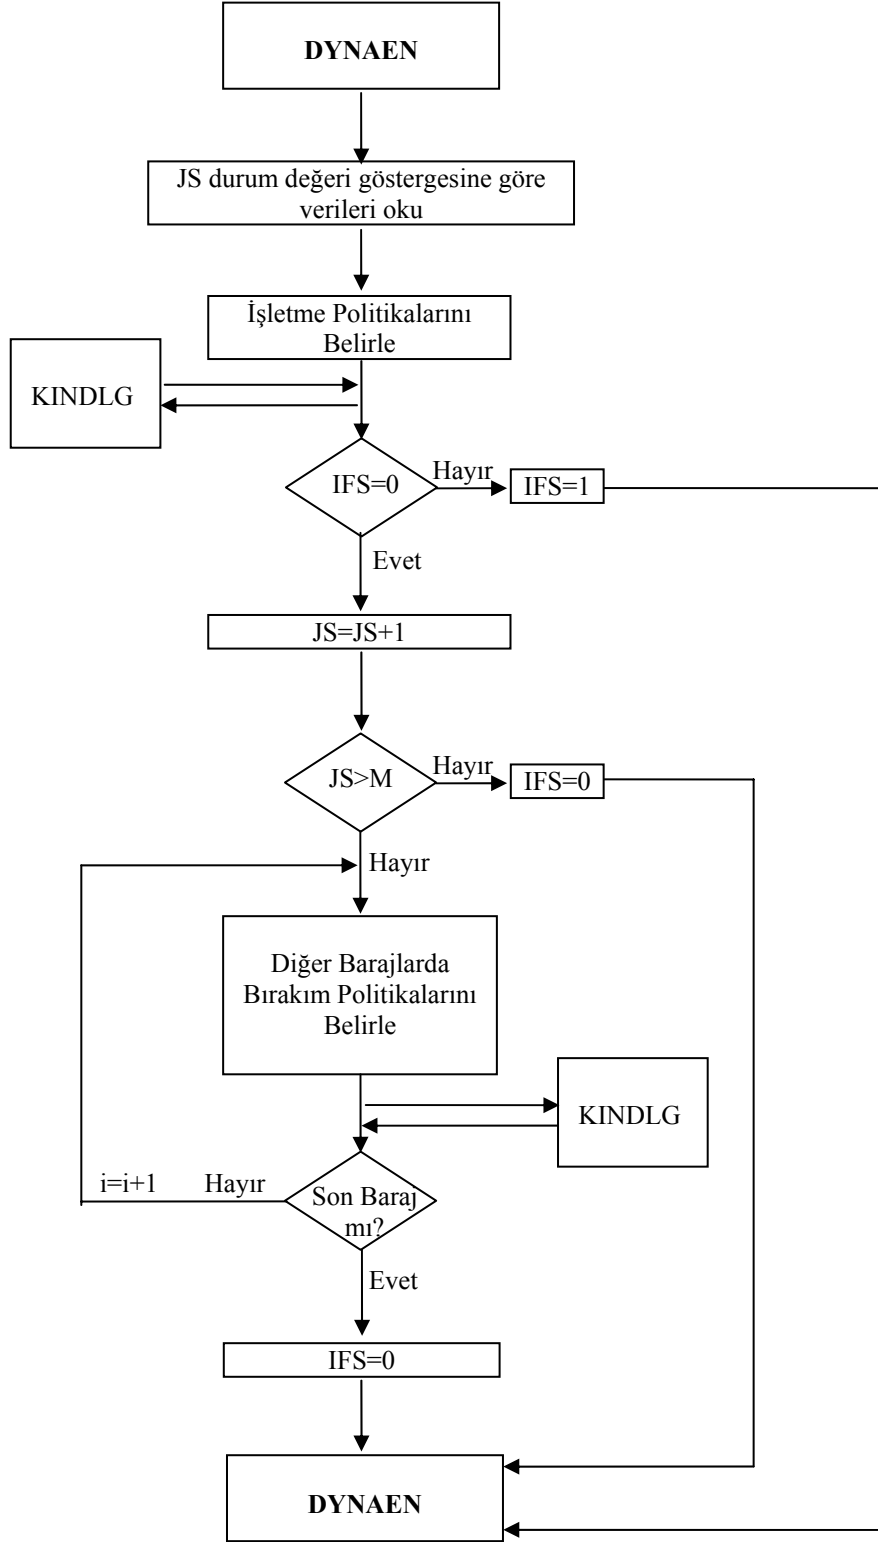 DYNAEN
JS durum değeri göstergesine göre
verileri oku
İşletme Politikalarını
Belirle
KINDLG
IFS=0
Hayır
IFS=1
Evet
JS=JS+1
JS>M
Hayır
IFS=0
Hayır
Diğer Barajlarda
Bırakım Politikalarını
Belirle
KINDLG
i=i+1
Hayır
Son Baraj
mı?
Evet
IFS=0
DYNAEN